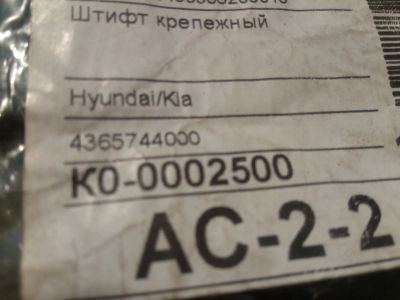 Штифт крепежный
Hyundai/Kia
4365744000
К0-0002500
АС-2-2